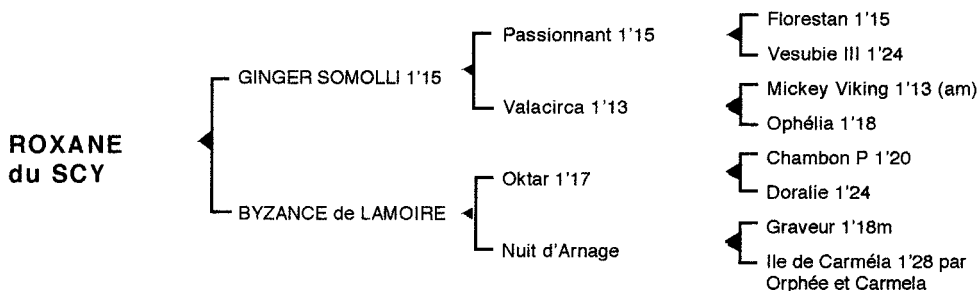 ROXANE
du SCY
GINGER SOMOLLI 1'15
BYZANCE de LAMOIRE
Passionnant 1'15
Valacirca 1'13
Oktar 1'17
Nuit d'Arnage
Florestan 1'15
Vesubie III 1'24
Mickey Viking 1'13 (am)
Ophélia 1'18
Chambon P 1'20
Doralie 1'24
Graveur 1'18m
Ile de Carméla 1'28 par
Orphée et Carmela